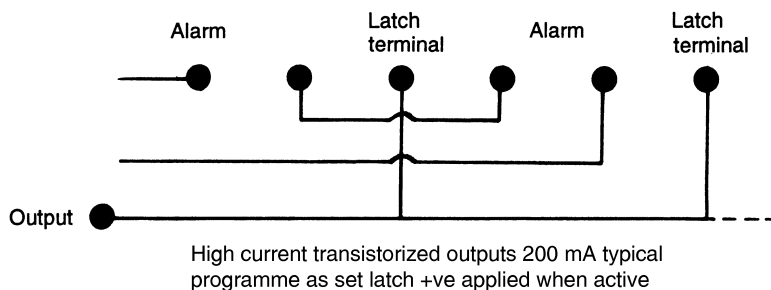 Alarm
Latch
terminal
Alarm
Latch
terminal
Output
High current transistorized outputs 200 mA typical
programme as set latch +ve applied when active